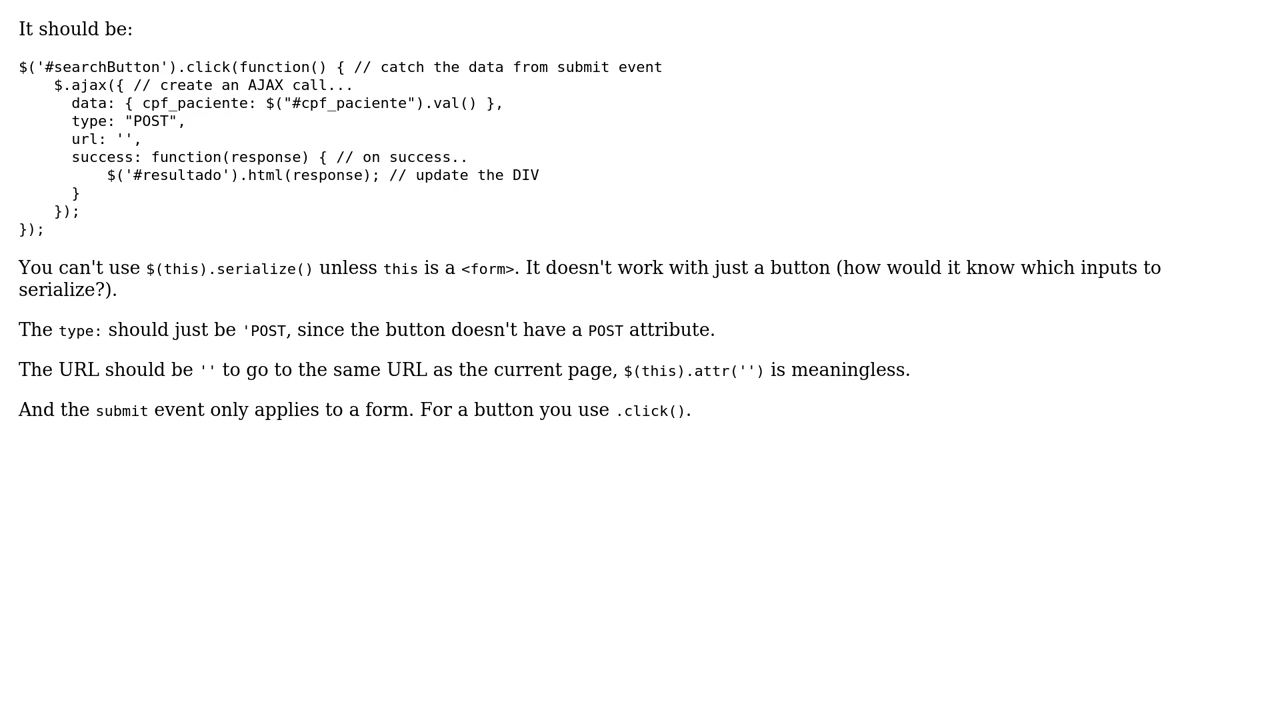 It should be:
$('#searchButton').click(function() { // catch the data from submit event
    $.ajax({ // create an AJAX call...
      data: { cpf_paciente: $("#cpf_paciente").val() },
      type: "POST",
      url: '',
      success: function(response) { // on success..
          $('#resultado').html(response); // update the DIV
      }
    });
});
You can't use $(this).serialize() unless this is a <form>. It doesn't work with just a button (how would it know which inputs to
serialize?).
The type: should just be 'POST, since the button doesn't have a POST attribute.
The URL should be '' to go to the same URL as the current page, $(this).attr('') is meaningless.
And the submit event only applies to a form. For a button you use .click().